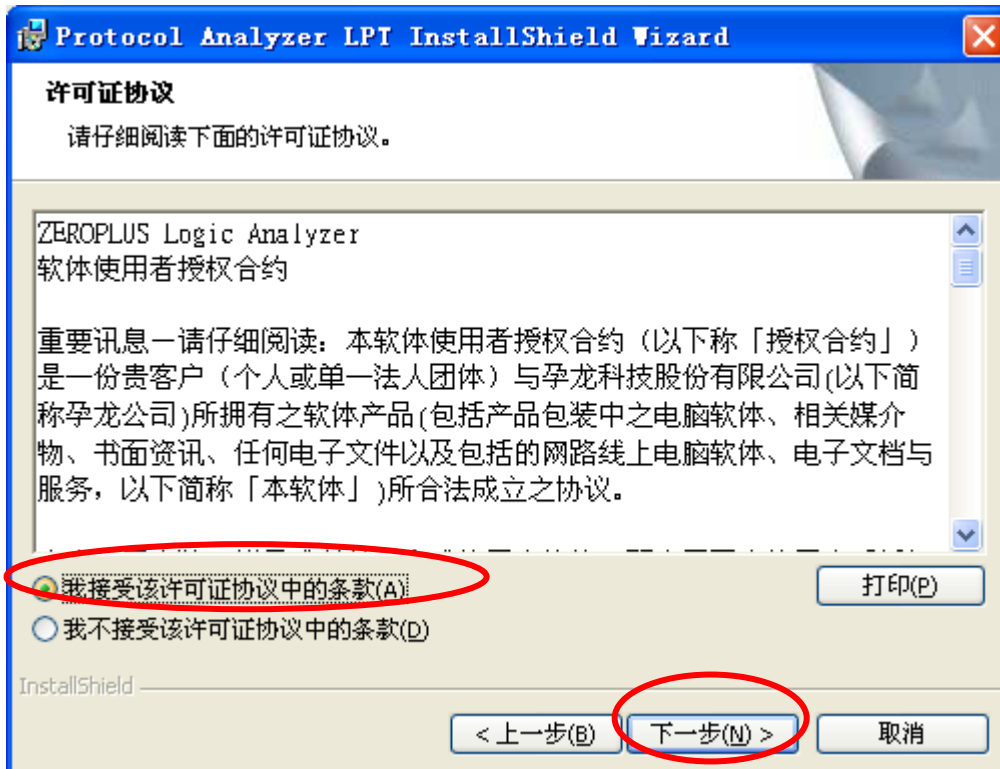 Protocol Analyzer LPT InstallShield Wizard
许可证协议
请仔细阅读下面的许可证协议。
ZEROPLUS Logic Analyzer
软体使用者授权合约
重要讯息－请仔细阅读：本软体使用者授权合约（以下称「授权合约」）
是一份贵客户（个人或单一法人团体）与孕龙科技股份有限公司(以下简
称孕龙公司)所拥有之软体产品(包括产品包装中之电脑软体、相关媒介
物、书面资讯、任何电子文件以及包括的网路线上电脑软体、电子文档与
服务，以下简称「本软体」)所合法成立之协议。
我接受该许可证协议中的条款(A)
打印(P)
我不接受该许可证协议中的条款(D)
InstallShield
< 上一步(B)
下一步(N) >
取消